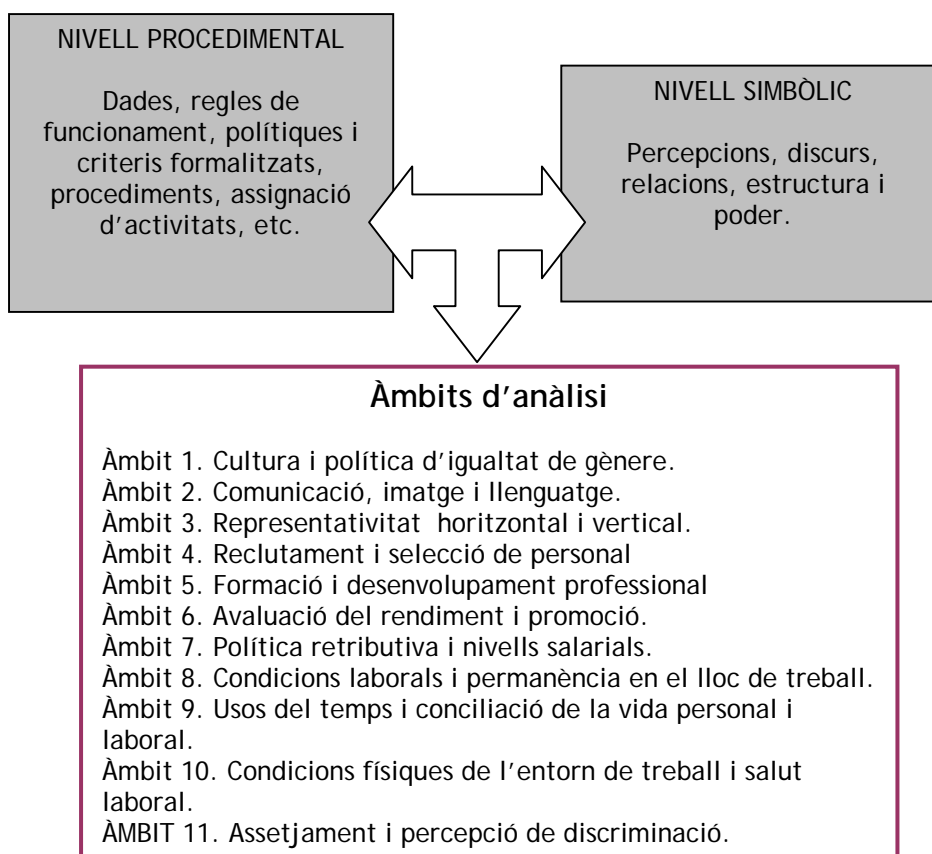 NIVELL PROCEDIMENTAL
Dades, regles de
funcionament, polítiques i
criteris formalitzats,
procediments, assignació
d’activitats, etc.
NIVELL SIMBÒLIC
Percepcions, discurs,
relacions, estructura i
poder.
Àmbits d’anàlisi
Àmbit 1. Cultura i política d’igualtat de gènere.
Àmbit 2. Comunicació, imatge i llenguatge.
Àmbit 3. Representativitat  horitzontal i vertical.
Àmbit 4. Reclutament i selecció de personal
Àmbit 5. Formació i desenvolupament professional
Àmbit 6. Avaluació del rendiment i promoció.
Àmbit 7. Política retributiva i nivells salarials.
Àmbit 8. Condicions laborals i permanència en el lloc de treball.
Àmbit 9. Usos del temps i conciliació de la vida personal i
laboral.
Àmbit 10. Condicions físiques de l’entorn de treball i salut
laboral.
ÀMBIT 11. Assetjament i percepció de discriminació.